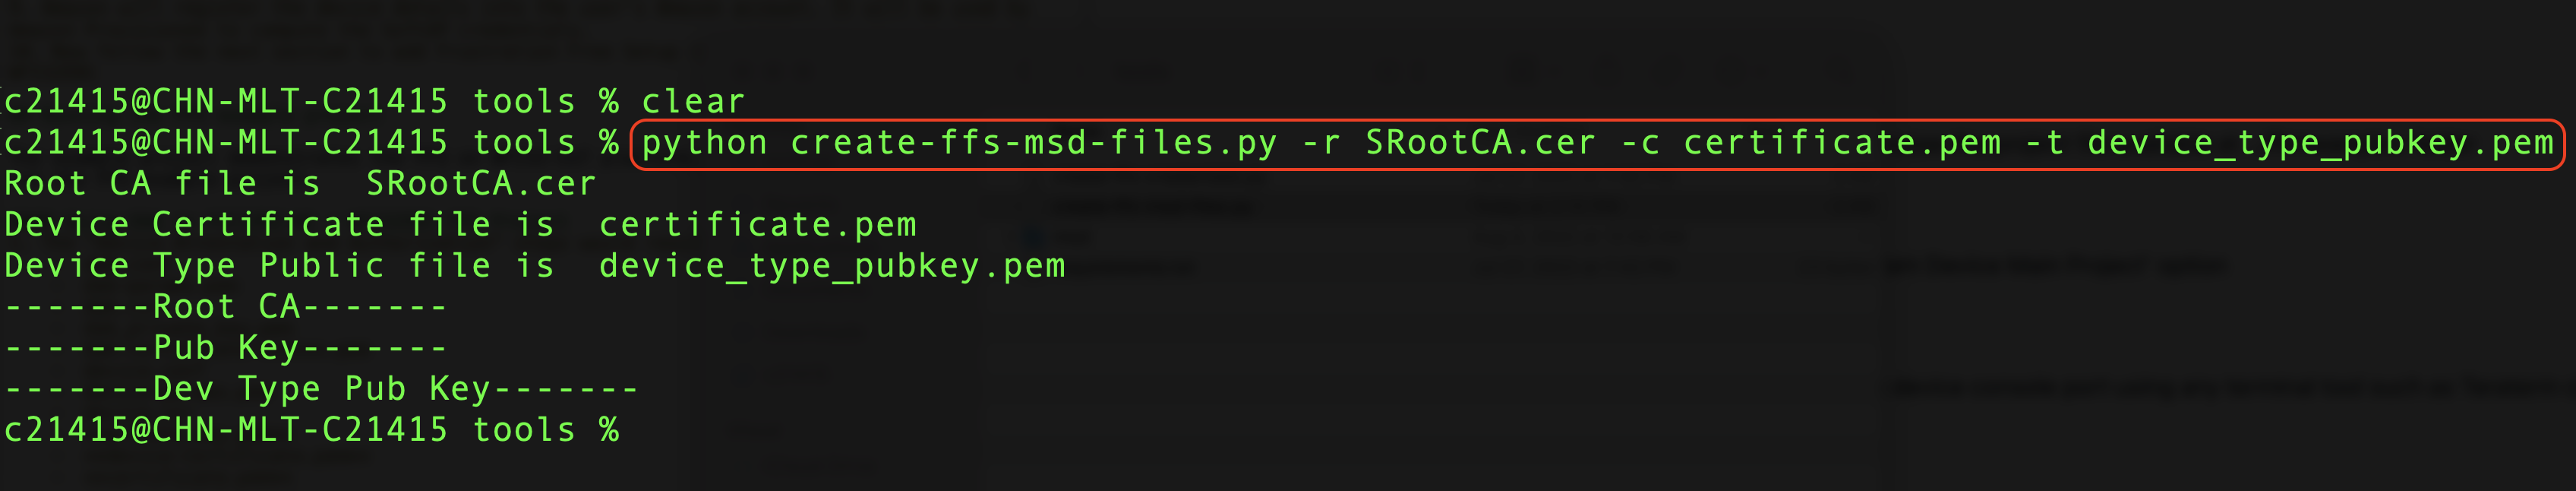 c21415@CHN-MLT-C21415 tools % clear
c21415@CHN-MLT-C21415 tools % python create-ffs-msd-files.py -r SRootCA.cer -c certificate.pem -t device_type_pubkey.pem
Root CA file is  SRootCA.cer
Device Certificate file is  certificate.pem
Device Type Public file is  device_type_pubkey.pem
-------Root CA-------
-------Pub Key-------
-------Dev Type Pub Key-------
c21415@CHN-MLT-C21415 tools %